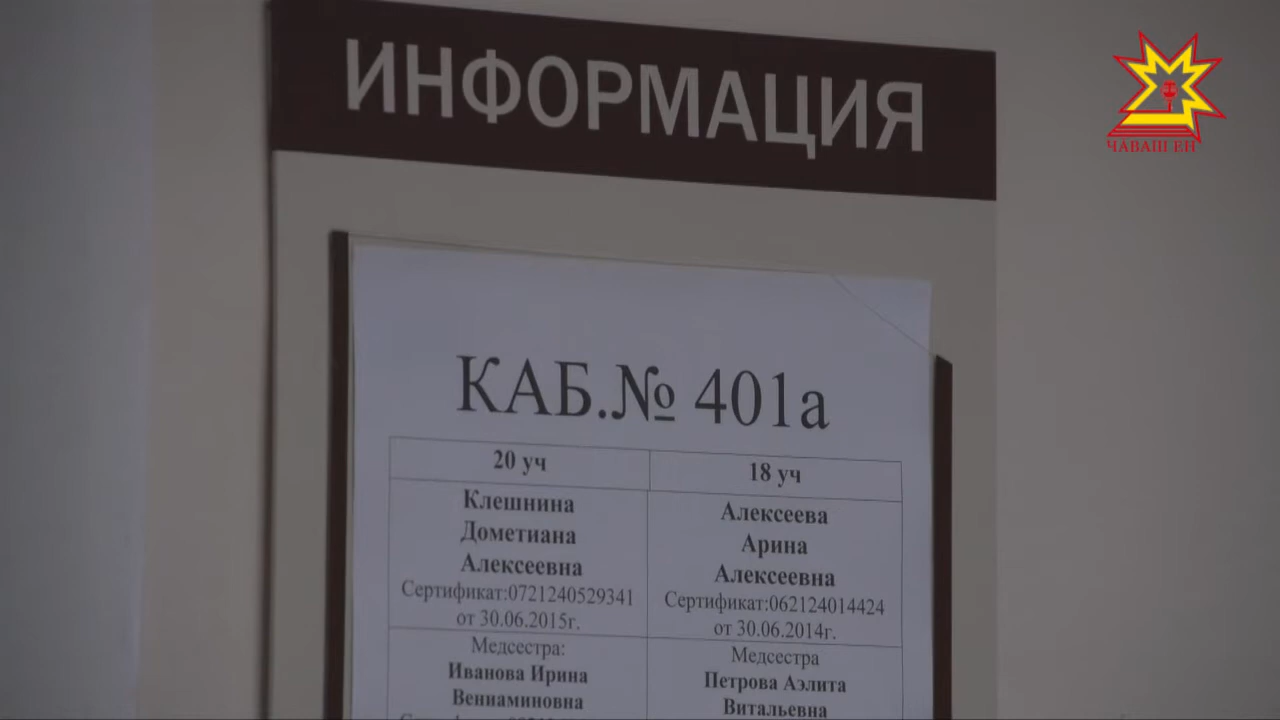 ИНФОРМАЦИЯ
ЧАВАШ ЕН
КАБ.№ 401а
20 уч
18 уч
Клешнина
Дометиана
Алексеевна
Сертификат:0721240529341
от 30.06.2015г.
Алексеева
Арина
Алексеевна
Сертификат:062124014424
от 30.06.2014г.
Медсестра:
Иванова Ирина
Вениаминовна
Медсестра
Петрова Аэлита
Витальевна